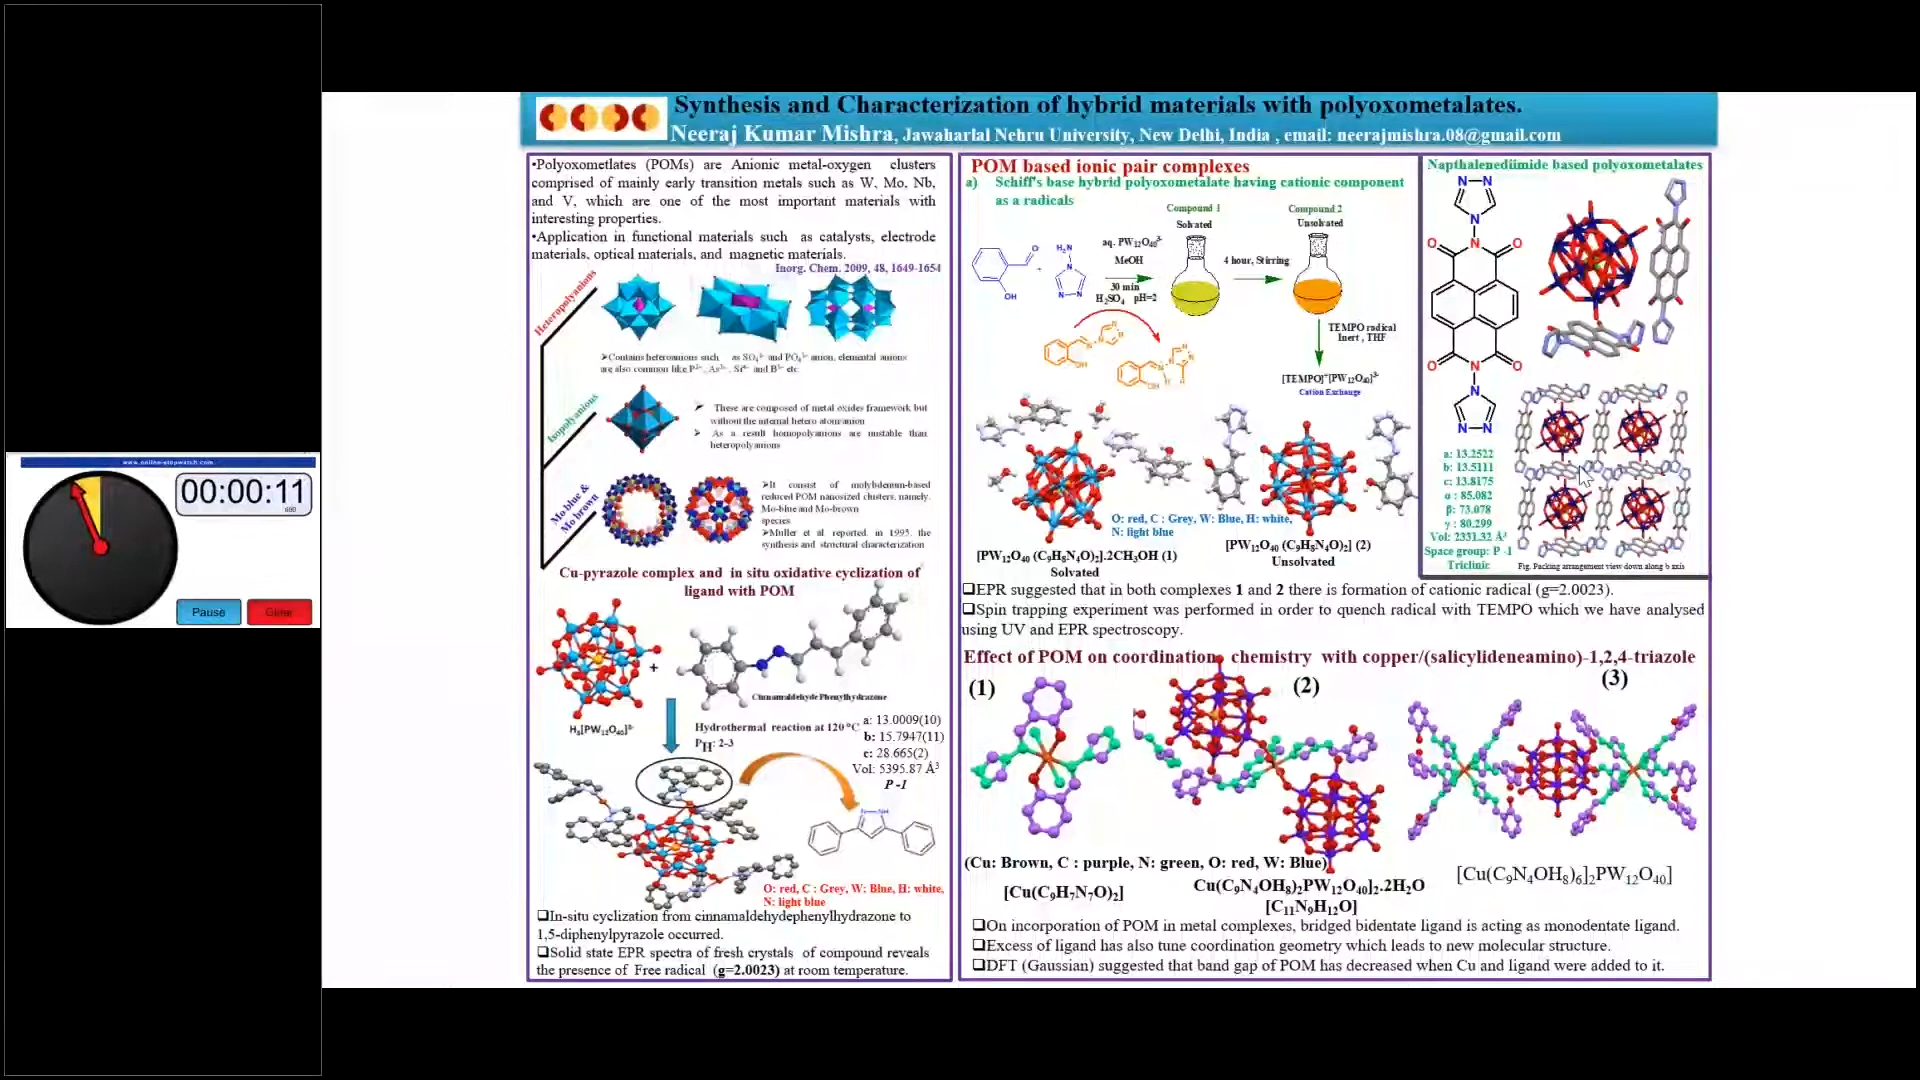 www.online-stopwatch.com
00:00:11
Pause
Clear
Synthesis and Characterization of hybrid materials with polyoxometalates.
Neeraj Kumar Mishra, Jawaharlal Nehru University, New Delhi, India , email: neerajmishra.08@gmail.com
•Polyoxometlates (POMs) are Anionic metal-oxygen clusters
comprised of mainly early transition metals such as W, Mo, Nb,
and V, which are one of the most important materials with
interesting properties.
•Application in functional materials such as catalysts, electrode
materials, optical materials, and magnetic materials.
Inorg. Chem. 2009, 48, 1649-1654
Heteropolyanions
➢Contains heteroanions such as SO₄²⁻ and PO₄³⁻ anion, elemental anions
are also common like P³⁻, As³⁻, Si⁴⁻ and B³⁻ etc
Isopolyanions
➢ These are composed of metal oxides framework but
without the internal hetero atom/anion
➢ As a result homopolyanions are unstable than
heteropolyanions
Mo blue &
Mo brown
➢It consist of molybdenum-based
reduced POM nanosized clusters, namely,
Mo-blue and Mo-brown
species
➢Muller et al reported, in 1995, the
synthesis and structural characterization
Cu-pyrazole complex and in situ oxidative cyclization of
ligand with POM
+
Cinnamaldehyde Phenylhydrazone
H₃[PW₁₂O₄₀]³⁻
Hydrothermal reaction at 120 °C
PH: 2-3
a: 13.0009(10)
b: 15.7947(11)
c: 28.665(2)
Vol: 5395.87 Å³
P -1
O: red, C : Grey, W: Blue, H: white,
N: light blue
❑In-situ cyclization from cinnamaldehydephenylhydrazone to
1,5-diphenylpyrazole occurred.
❑Solid state EPR spectra of fresh crystals of compound reveals
the presence of Free radical (g=2.0023) at room temperature.
POM based ionic pair complexes
a) Schiff's base hybrid polyoxometalate having cationic component
as a radicals
Compound 1
Solvated
Compound 2
Unsolvated
aq. PW₁₂O₄₀³⁻
MeOH
30 min
H₂SO₄ pH=2
4 hour, Stirring
O
OH
+
H₂N
N
N N
TEMPO radical
Inert , THF
[TEMPO]⁺[PW₁₂O₄₀]³⁻
Cation Exchange
O: red, C : Grey, W: Blue, H: white,
N: light blue
[PW₁₂O₄₀ (C₉H₈N₄O)₂].2CH₃OH (1)
Solvated
[PW₁₂O₄₀ (C₉H₈N₄O)₂] (2)
Unsolvated
Napthalenediimide based polyoxometalates
N N
N
O N O
O N O
N
N N
a: 13.2522
b: 13.5111
c: 13.8175
α : 85.082
β: 73.078
γ : 80.299
Vol: 2331.32 Å³
Space group: P -1
Triclinic
Fig. Packing arrangement view down along b axis
❑EPR suggested that in both complexes 1 and 2 there is formation of cationic radical (g=2.0023).
❑Spin trapping experiment was performed in order to quench radical with TEMPO which we have analysed
using UV and EPR spectroscopy.
Effect of POM on coordination chemistry with copper/(salicylideneamino)-1,2,4-triazole
(1)
(2)
(3)
(Cu: Brown, C : purple, N: green, O: red, W: Blue)
[Cu(C₉H₇N₇O)₂]
Cu(C₉N₄OH₈)₂PW₁₂O₄₀]₂.2H₂O
[C₁₁N₉H₁₂O]
[Cu(C₉N₄OH₈)₆]₂PW₁₂O₄₀]
❑On incorporation of POM in metal complexes, bridged bidentate ligand is acting as monodentate ligand.
❑Excess of ligand has also tune coordination geometry which leads to new molecular structure.
❑DFT (Gaussian) suggested that band gap of POM has decreased when Cu and ligand were added to it.